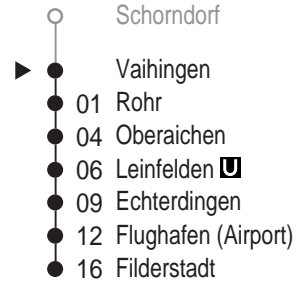 Schorndorf
Vaihingen
01 Rohr
04 Oberaichen
06 Leinfelden U
09 Echterdingen
12 Flughafen (Airport)
16 Filderstadt